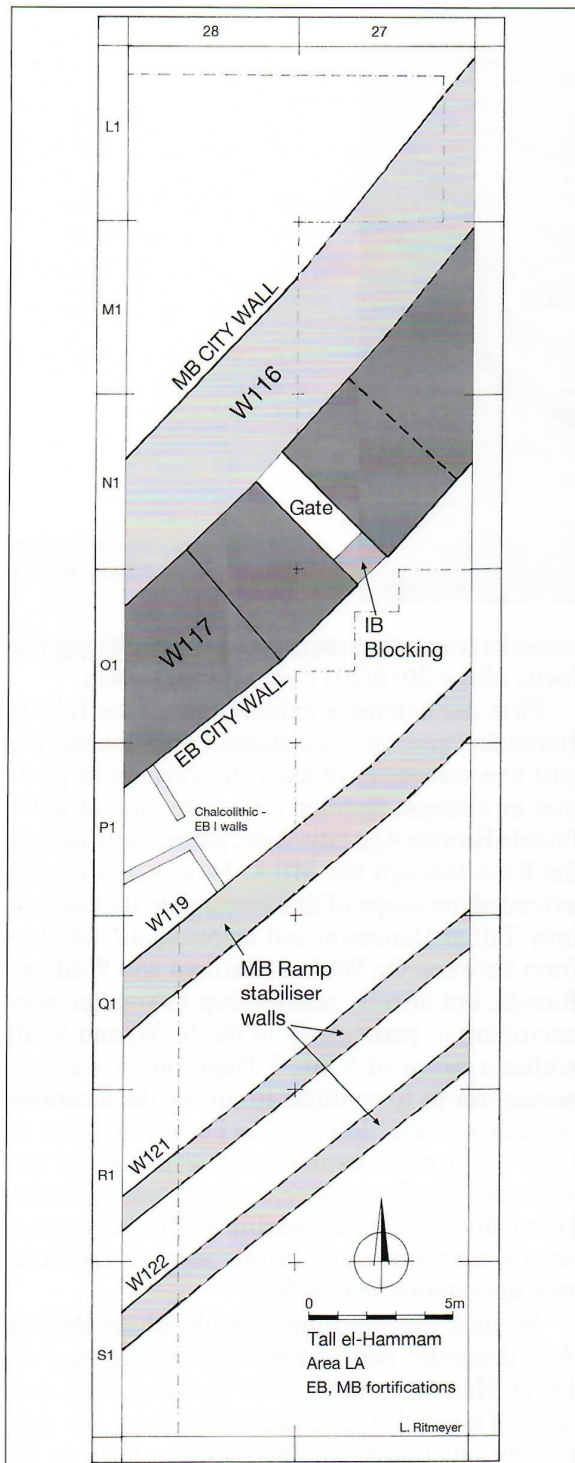 28
27
L1
M1
N1
O1
P1
Q1
R1
S1
MB CITY WALL
W116
Gate
IB
Blocking
W117
EB CITY WALL
Chalcolithic -
EB I walls
W119
MB Ramp
stabiliser
walls
W121
W122
0
5m
Tall el-Hammam
Area LA
EB, MB fortifications
L. Ritmeyer